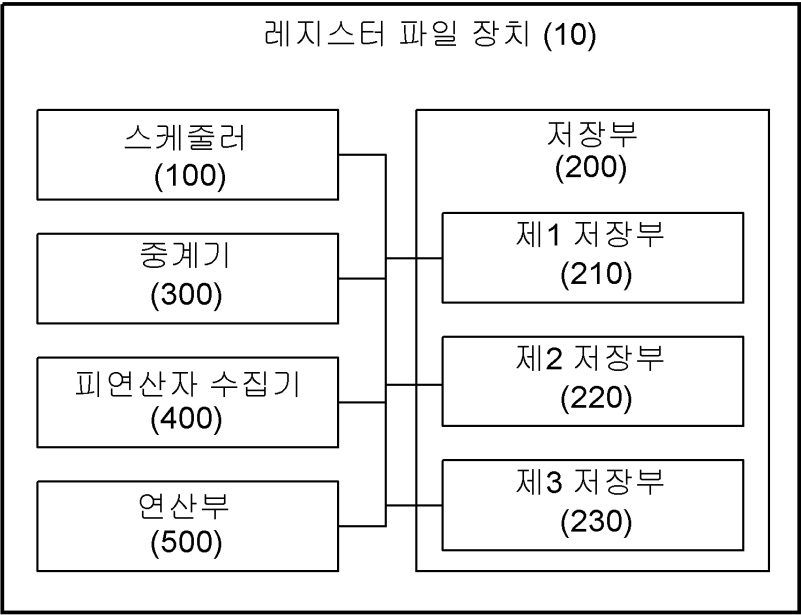 레지스터 파일 장치 (10)
스케줄러
(100)
중계기
(300)
피연산자 수집기
(400)
연산부
(500)
저장부
(200)
제1 저장부
(210)
제2 저장부
(220)
제3 저장부
(230)